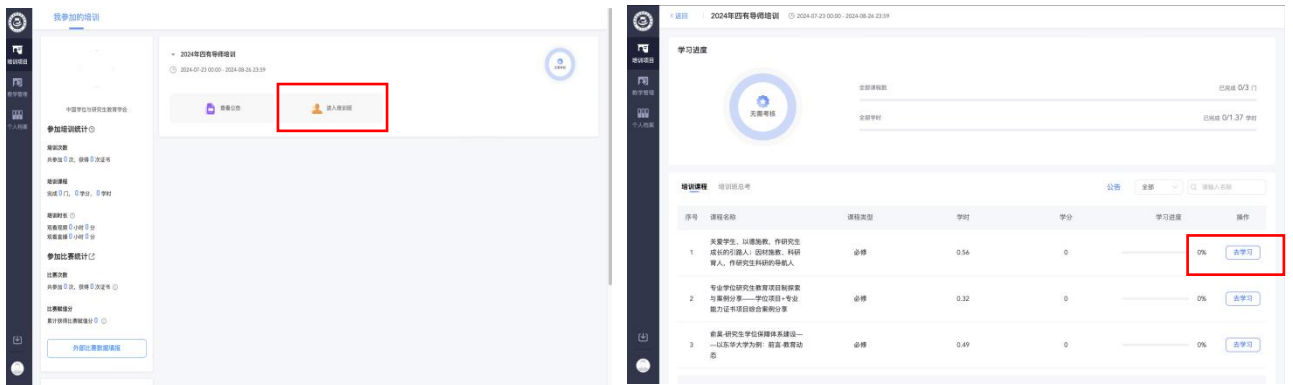 我参加的培训
培训项目
教学管理
个人档案
中国学位与研究生教育学会
参加培训统计
培训次数
共参加 0 次，获得 0 次证书
培训课程
完成 0 门，0 学分，0 学时
培训时长
观看视频 0 小时 0 分
观看直播 0 小时 0 分
参加比赛统计
比赛次数
共参加 0 次，获得 0 次证书
比赛赋值分
累计获得比赛赋值分 0
外部比赛数据填报
2024年四有导师培训
2024-07-23 00:00 - 2024-08-26 23:59
查看公告
进入培训班
返回
2024年四有导师培训
2024-07-23 00:00 - 2024-08-26 23:59
培训项目
教学管理
个人档案
学习进度
无需考核
全部课程数
已完成 0/3 门
全部学时
已完成 0/1.37 学时
培训课程 培训班总考
公告 全部 请输入名称
序号 课程名称 课程类型 学时 学分 学习进度 操作
1 关爱学生，以德施教，作研究生成长的引路人；因材施教，科研育人，作研究生科研的导航人 必修 0.56 0 0% 去学习
2 专业学位研究生教育项目制探索与案例分享——学位项目+专业能力证书项目综合案例分享 必修 0.32 0 0% 去学习
3 俞昊-研究生学位保障体系建设——以东华大学为例：前言-教育动态 必修 0.49 0 0% 去学习